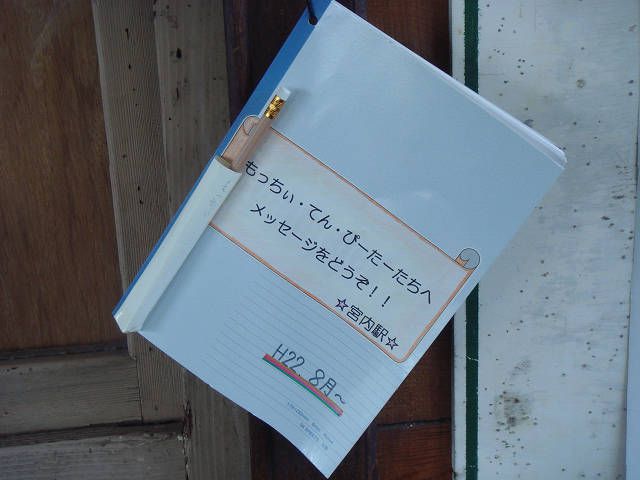 もっちぃ・てん・ぴーたーたちへ
メッセージをどうぞ！！
☆宮内駅☆
H22. 8月〜